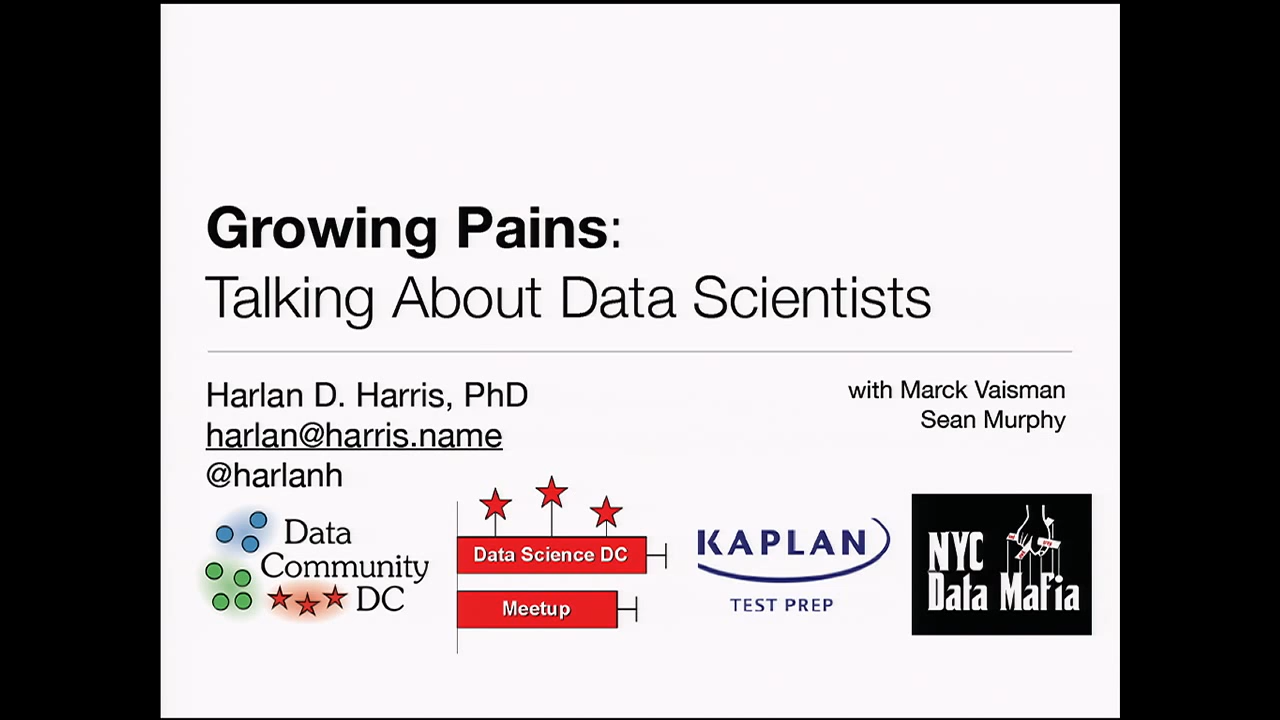 Growing Pains:
Talking About Data Scientists
Harlan D. Harris, PhD
harlan@harris.name
@harlanh
with Marck Vaisman
Sean Murphy
Data
Community
DC
Data Science DC
Meetup
KAPLAN
TEST PREP
NYC
Data Mafia